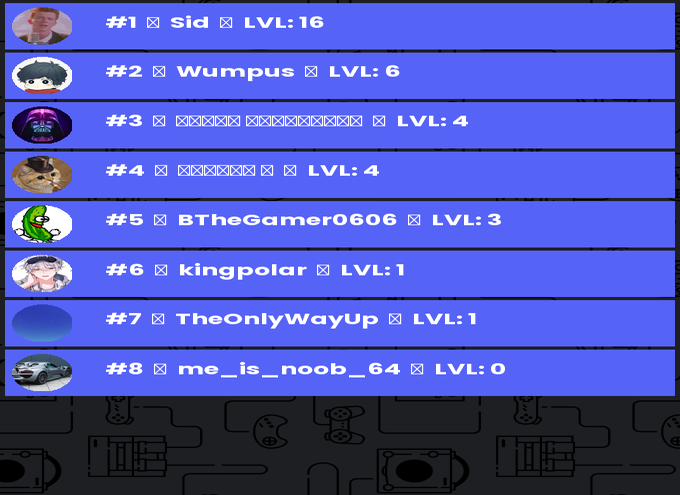 #1 Sid LVL: 16
#2 Wumpus LVL: 6
#3 LVL: 4
#4 LVL: 4
#5 BTheGamer0606 LVL: 3
#6 kingpolar LVL: 1
#7 TheOnlyWayUp LVL: 1
#8 me_is_noob_64 LVL: 0